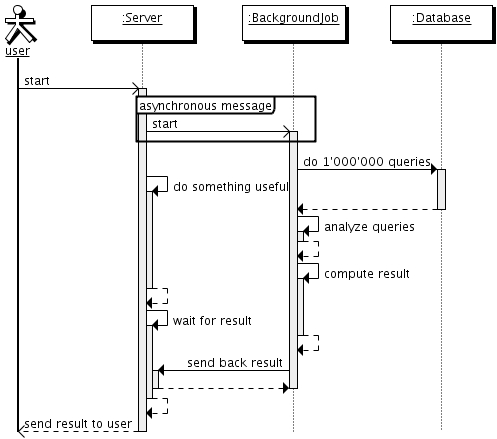 :Server
:BackgroundJob
:Database
user
start
asynchronous message
start
do 1'000'000 queries
do something useful
analyze queries
compute result
wait for result
send back result
send result to user